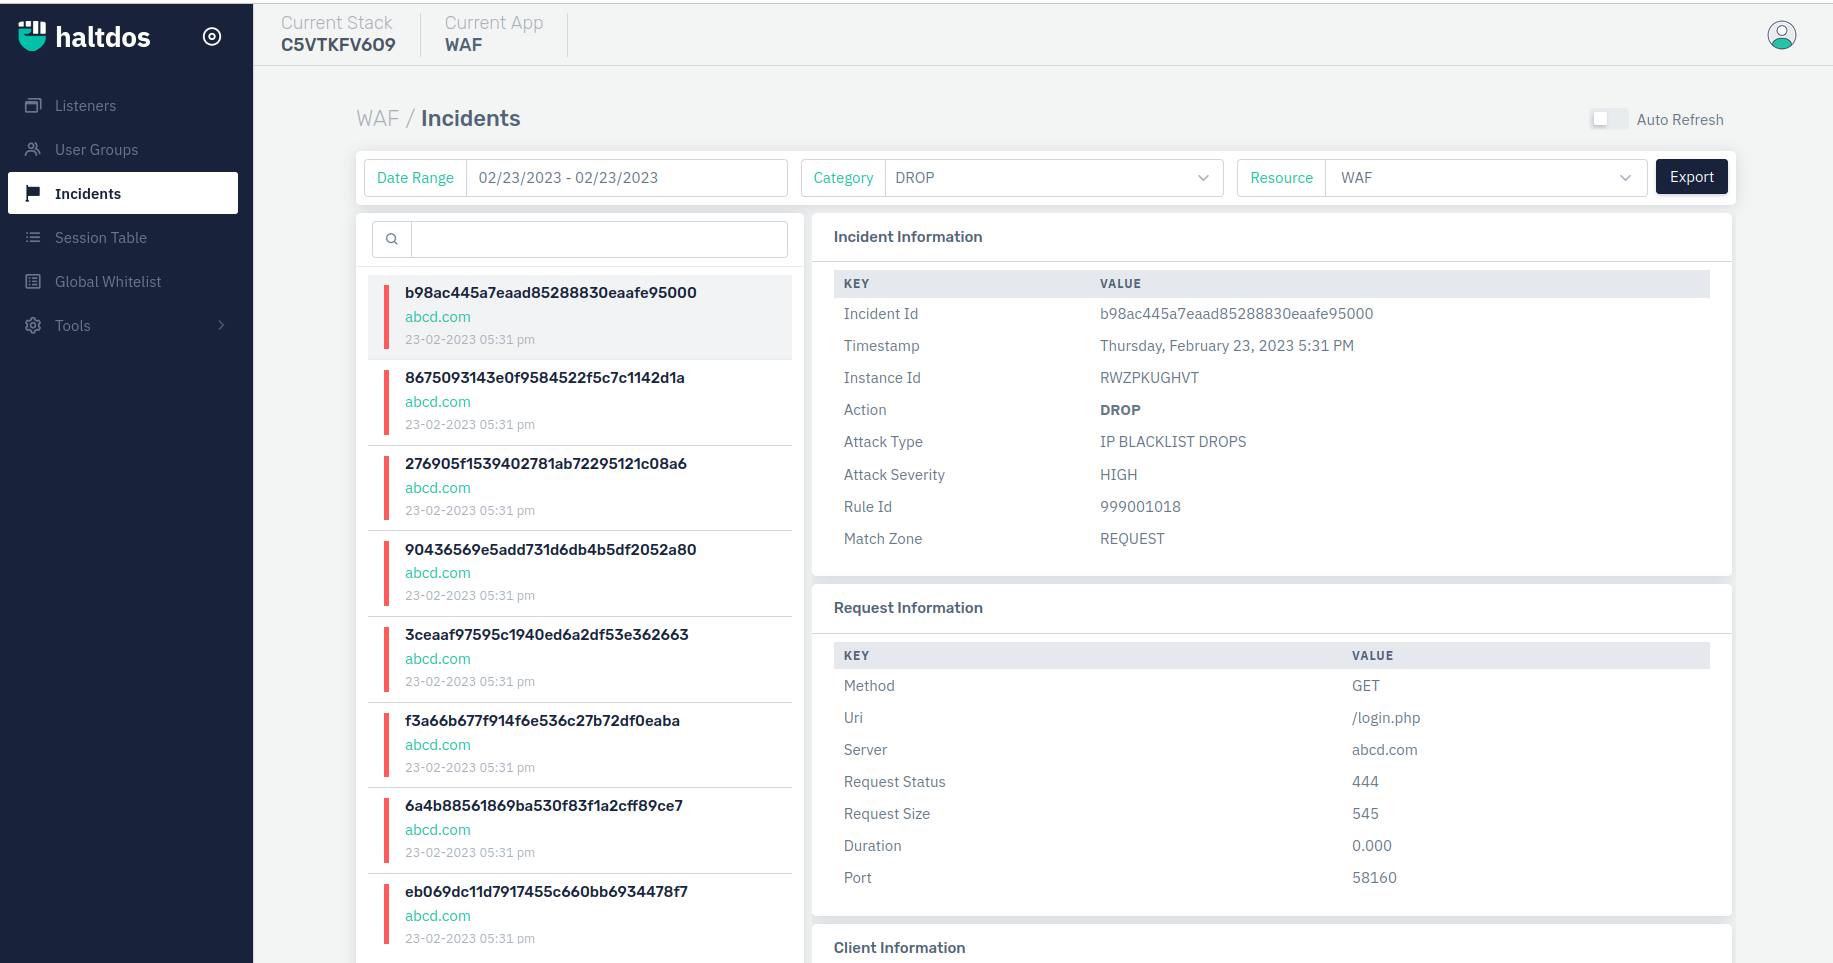 haltdos
Current Stack
C5VTKFV6O9
Current App
WAF
Listeners
User Groups
Incidents
Session Table
Global Whitelist
Tools
WAF / Incidents
Auto Refresh
Date Range 02/23/2023 - 02/23/2023
Category DROP
Resource WAF
Export
b98ac445a7eaad85288830eaafe95000
abcd.com
23-02-2023 05:31 pm
8675093143e0f9584522f5c7c1142d1a
abcd.com
23-02-2023 05:31 pm
276905f1539402781ab72295121c08a6
abcd.com
23-02-2023 05:31 pm
90436569e5add731d6db4b5df2052a80
abcd.com
23-02-2023 05:31 pm
3ceaaf97595c1940ed6a2df53e362663
abcd.com
23-02-2023 05:31 pm
f3a66b677f914f6e536c27b72df0eaba
abcd.com
23-02-2023 05:31 pm
6a4b88561869ba530f83f1a2cff89ce7
abcd.com
23-02-2023 05:31 pm
eb069dc11d7917455c660bb6934478f7
abcd.com
23-02-2023 05:31 pm
Incident Information
KEY VALUE
Incident Id b98ac445a7eaad85288830eaafe95000
Timestamp Thursday, February 23, 2023 5:31 PM
Instance Id RWZPKUGHVT
Action DROP
Attack Type IP BLACKLIST DROPS
Attack Severity HIGH
Rule Id 999001018
Match Zone REQUEST
Request Information
KEY VALUE
Method GET
Uri /login.php
Server abcd.com
Request Status 444
Request Size 545
Duration 0.000
Port 58160
Client Information